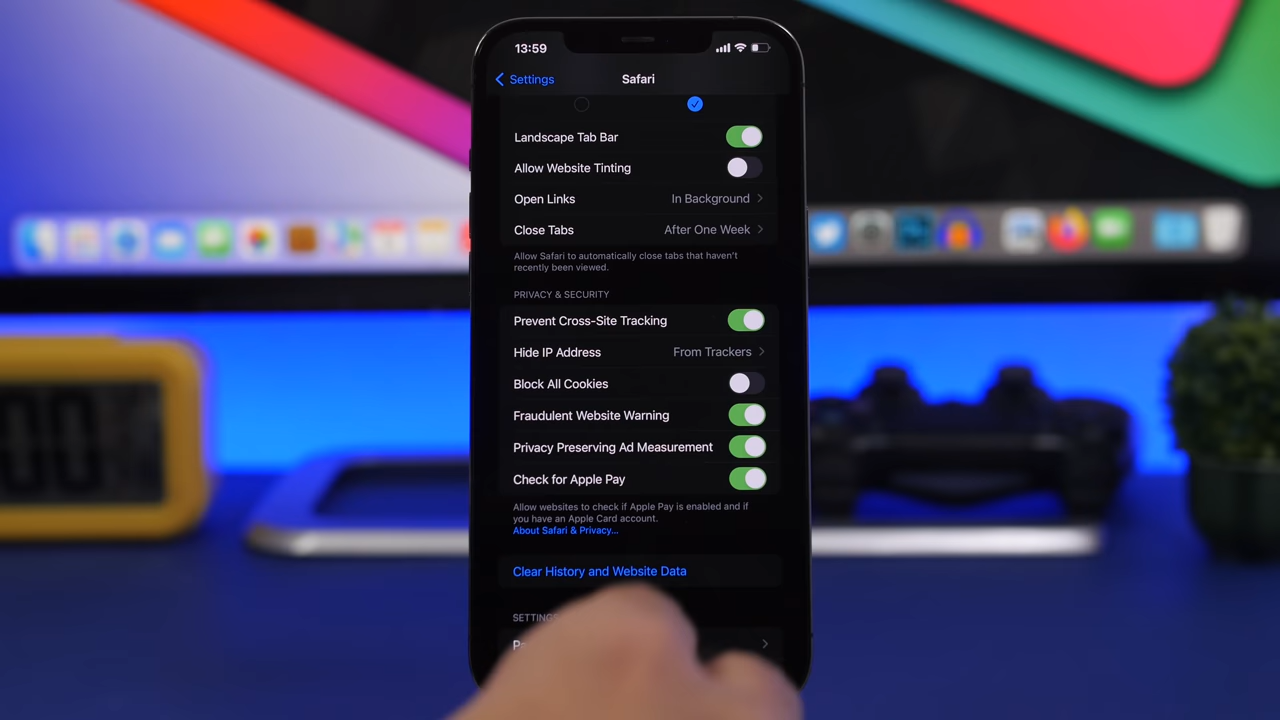 13:59
Settings
Safari
Landscape Tab Bar
Allow Website Tinting
Open Links In Background
Close Tabs After One Week
Allow Safari to automatically close tabs that haven't
recently been viewed.
PRIVACY & SECURITY
Prevent Cross-Site Tracking
Hide IP Address From Trackers
Block All Cookies
Fraudulent Website Warning
Privacy Preserving Ad Measurement
Check for Apple Pay
Allow websites to check if Apple Pay is enabled and if
you have an Apple Card account.
About Safari & Privacy...
Clear History and Website Data